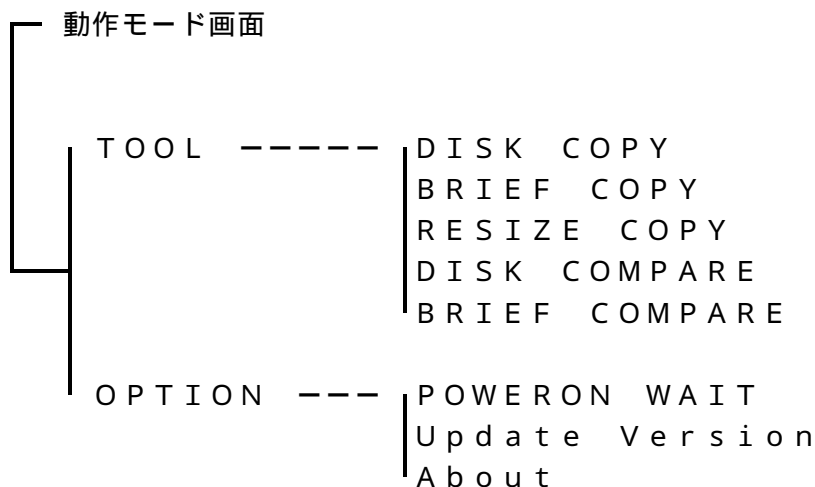 動作モード画面
TOOL ----- DISK COPY
BRIEF COPY
RESIZE COPY
DISK COMPARE
BRIEF COMPARE
OPTION --- POWERON WAIT
Update Version
About